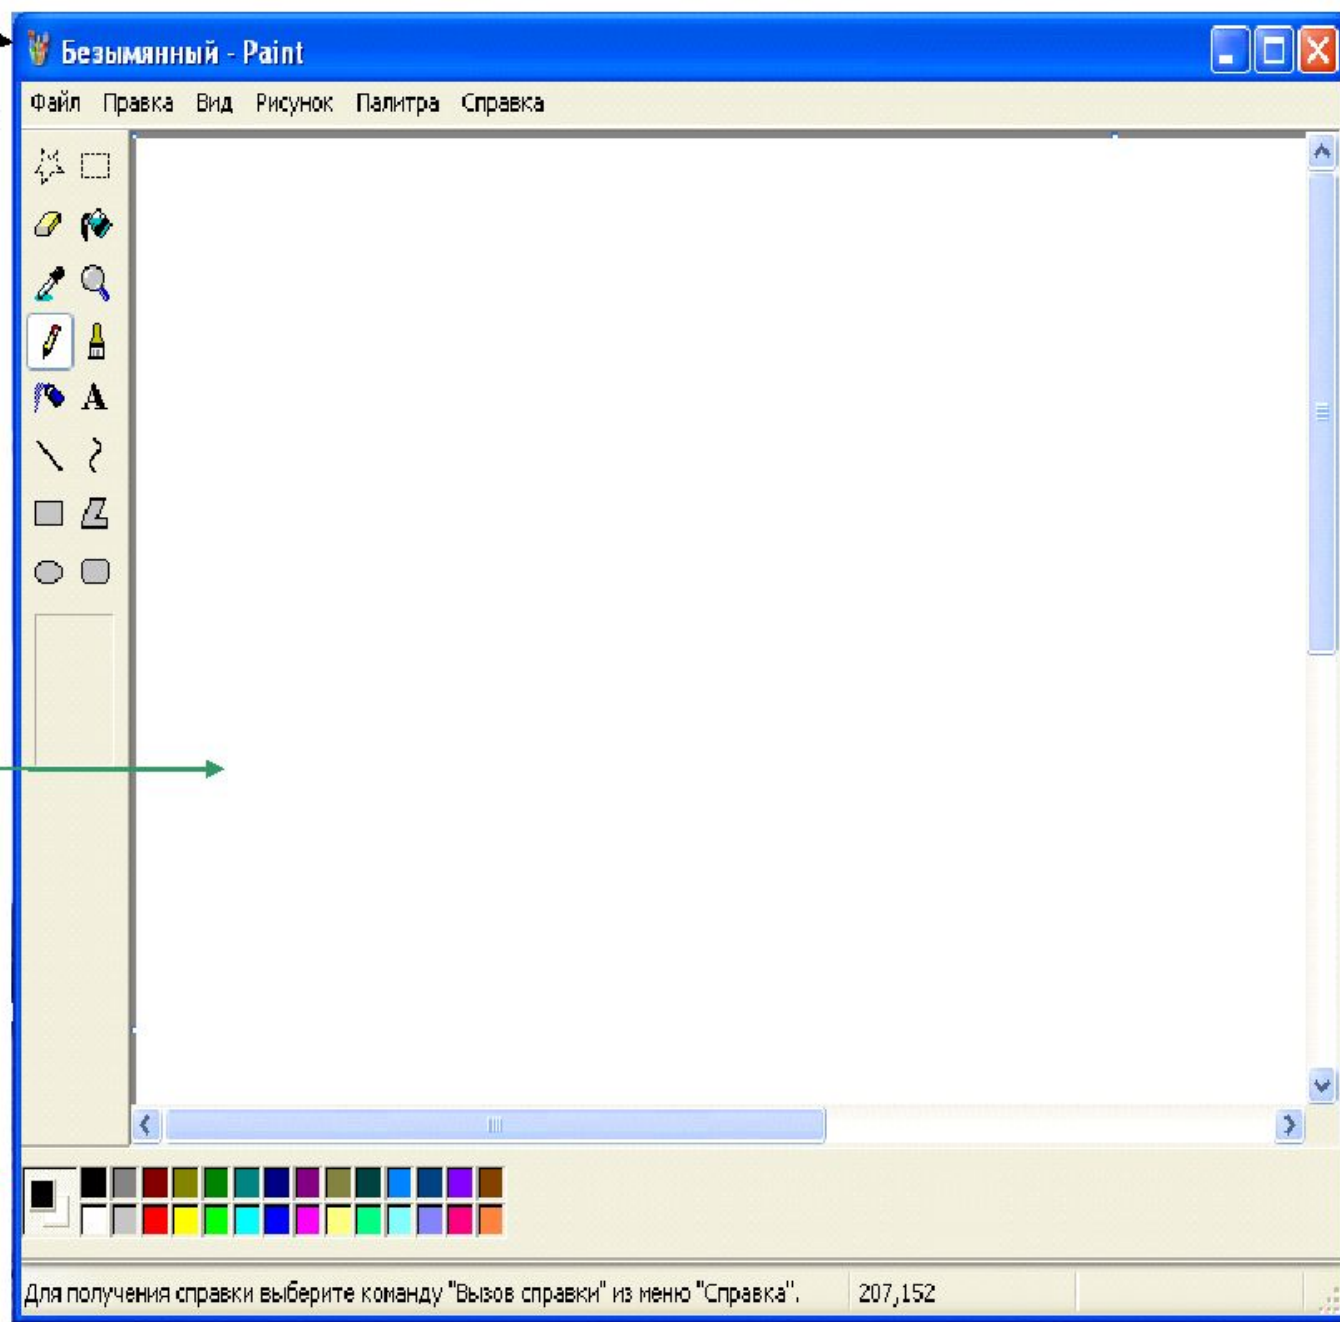 Безымянный - Paint
Файл Правка Вид Рисунок Палитра Справка
A
Для получения справки выберите команду "Вызов справки" из меню "Справка". 207,152